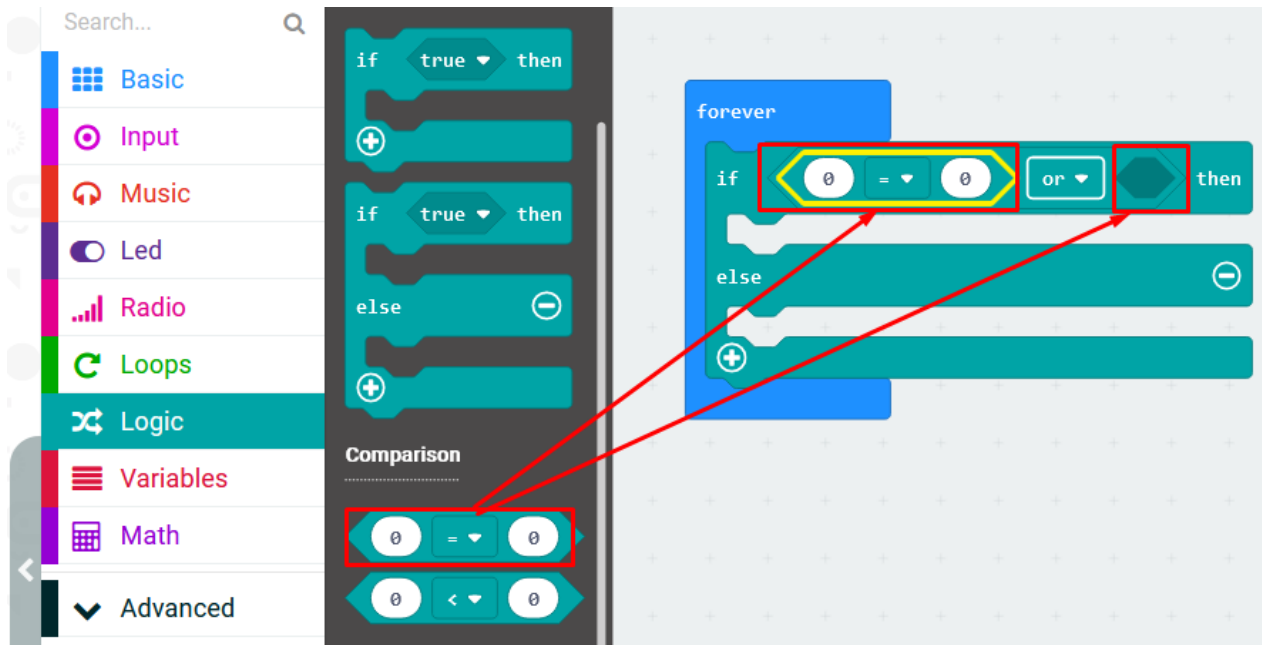 Search...
Basic
Input
Music
Led
Radio
Loops
Logic
Variables
Math
Advanced
if true then
if true then
else
Comparison
0 = 0
0 < 0
forever
if 0 = 0 or then
else